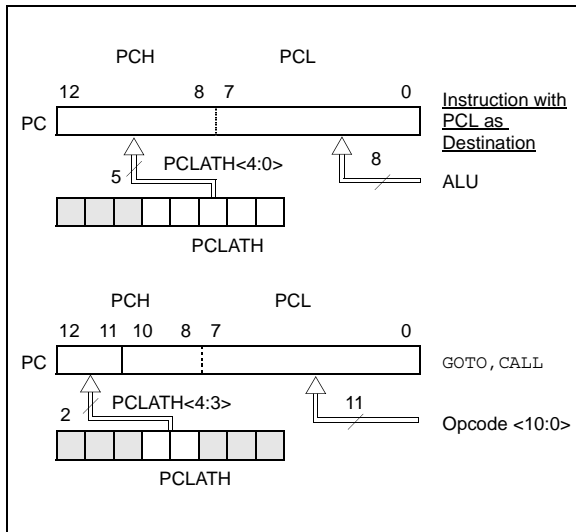 PCH PCL
12 8 7 0
PC
Instruction with
PCL as
Destination
5 PCLATH<4:0>
8
ALU
PCLATH
PCH PCL
12 11 10 8 7 0
PC
GOTO, CALL
2 PCLATH<4:3>
11
Opcode <10:0>
PCLATH